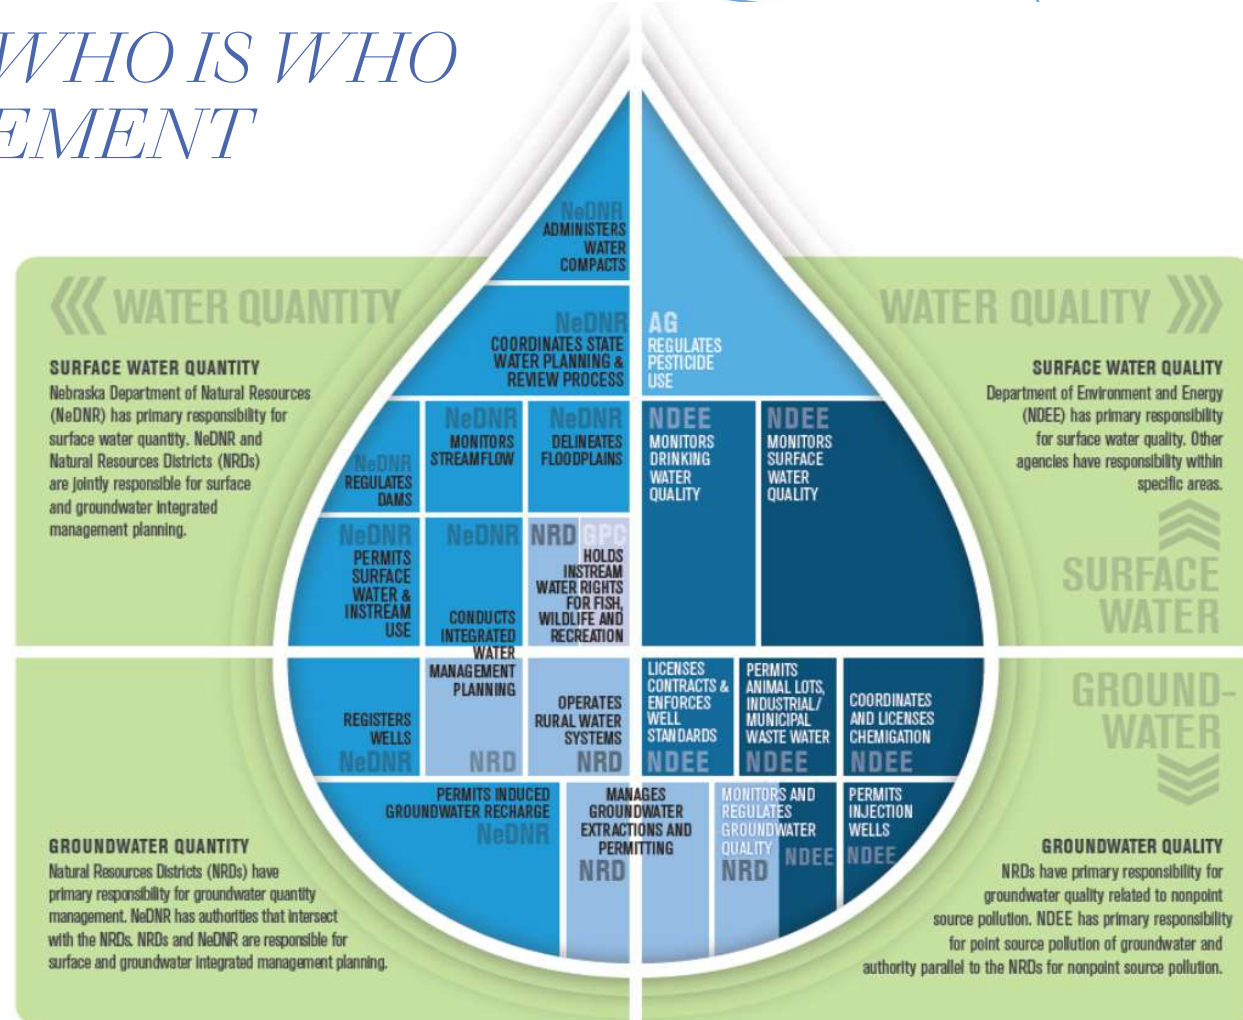 WHO IS WHO
EMENT
WATER QUANTITY
SURFACE WATER QUANTITY
Nebraska Department of Natural Resources
(NeDNR) has primary responsibility for
surface water quantity. NeDNR and
Natural Resources Districts (NRDs)
are jointly responsible for surface
and groundwater integrated
management planning.
NeDNR
ADMINISTERS
WATER
COMPACTS
NeDNR
COORDINATES STATE
WATER PLANNING &
REVIEW PROCESS
NeDNR
REGULATES
DAMS
NeDNR
MONITORS
STREAMFLOW
NeDNR
DELINEATES
FLOODPLAINS
NeDNR
PERMITS
SURFACE
WATER &
INSTREAM
USE
NeDNR
CONDUCTS
INTEGRATED
WATER
MANAGEMENT
PLANNING
NRD
NRD GPC
HOLDS
INSTREAM
WATER RIGHTS
FOR FISH,
WILDLIFE AND
RECREATION
AG
REGULATES
PESTICIDE
USE
NDEE
MONITORS
DRINKING
WATER
QUALITY
NDEE
MONITORS
SURFACE
WATER
QUALITY
WATER QUALITY
SURFACE WATER QUALITY
Department of Environment and Energy
(NDEE) has primary responsibility
for surface water quality. Other
agencies have responsibility within
specific areas.
SURFACE
WATER
GROUND-
WATER
REGISTERS
WELLS
NeDNR
OPERATES
RURAL WATER
SYSTEMS
NRD
LICENSES
CONTRACTS &
ENFORCES
WELL
STANDARDS
NDEE
PERMITS
ANIMAL LOTS,
INDUSTRIAL/
MUNICIPAL
WASTE WATER
NDEE
COORDINATES
AND LICENSES
CHEMIGATION
NDEE
PERMITS INDUCED
GROUNDWATER RECHARGE
NeDNR
MANAGES
GROUNDWATER
EXTRACTIONS AND
PERMITTING
NRD
MONITORS AND
REGULATES
GROUNDWATER
QUALITY
NRD NDEE
PERMITS
INJECTION
WELLS
NDEE
GROUNDWATER QUANTITY
Natural Resources Districts (NRDs) have
primary responsibility for groundwater quantity
management. NeDNR has authorities that intersect
with the NRDs. NRDs and NeDNR are responsible for
surface and groundwater integrated management planning.
GROUNDWATER QUALITY
NRDs have primary responsibility for
groundwater quality related to nonpoint
source pollution. NDEE has primary responsibility
for point source pollution of groundwater and
authority parallel to the NRDs for nonpoint source pollution.